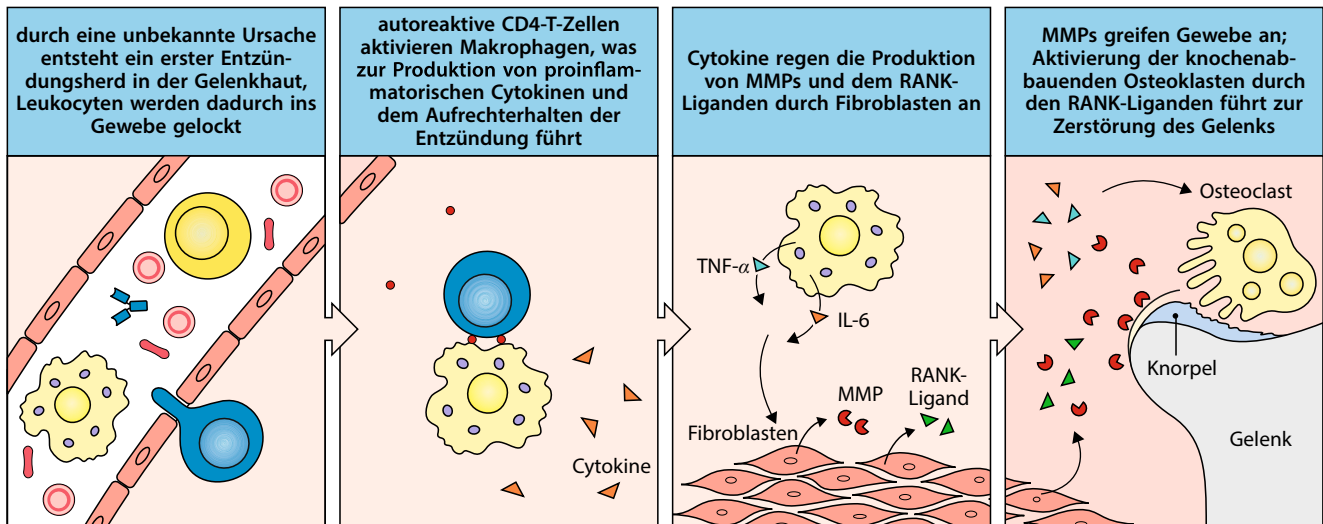 durch eine unbekannte Ursache
entsteht ein erster Entzün-
dungsherd in der Gelenkhaut,
Leukocyten werden dadurch ins
Gewebe gelockt
autoreaktive CD4-T-Zellen
aktivieren Makrophagen, was
zur Produktion von proinflam-
matorischen Cytokinen und
dem Aufrechterhalten der
Entzündung führt
Cytokine
Cytokine regen die Produktion
von MMPs und dem RANK-
Liganden durch Fibroblasten an
TNF-α
IL-6
MMP
RANK-
Ligand
Fibroblasten
MMPs greifen Gewebe an;
Aktivierung der knochenab-
bauenden Osteoklasten durch
den RANK-Liganden führt zur
Zerstörung des Gelenks
Osteoclast
Knorpel
Gelenk